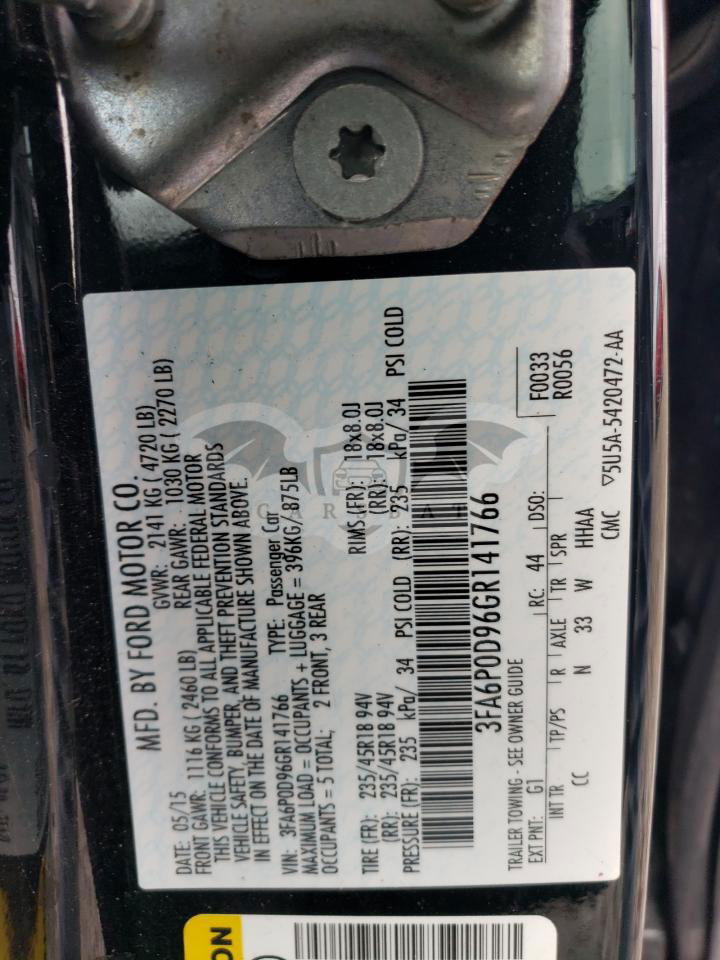 MFD. BY FORD MOTOR CO.
DATE: 05/15 GVWR: 2141 KG ( 4720 LB)
FRONT GAWR: 1116 KG ( 2460 LB) REAR GAWR: 1030 KG ( 2270 LB)
THIS VEHICLE CONFORMS TO ALL APPLICABLE FEDERAL MOTOR
VEHICLE SAFETY, BUMPER, AND THEFT PREVENTION STANDARDS
IN EFFECT ON THE DATE OF MANUFACTURE SHOWN ABOVE.
VIN: 3FA6P0D96GR141766 TYPE: Passenger Car
MAXIMUM LOAD = OCCUPANTS + LUGGAGE = 396KG/ 875LB
OCCUPANTS = 5 TOTAL; 2 FRONT, 3 REAR
TIRE (FR): 235/45R18 94V RIMS (FR): 18x8.0J
(RR): 235/45R18 94V (RR): 18x8.0J
PRESSURE (FR): 235 kPa/ 34 PSI COLD (RR): 235 kPa/ 34 PSI COLD
3FA6P0D96GR141766
TRAILER TOWING - SEE OWNER GUIDE F0033
EXT PNT: G1 RC: 44 DSO: R0056
INT TR TP/PS R AXLE TR SPR
CC N 33 W HHAA
CMC ▽5U5A-5420472-AA
ON